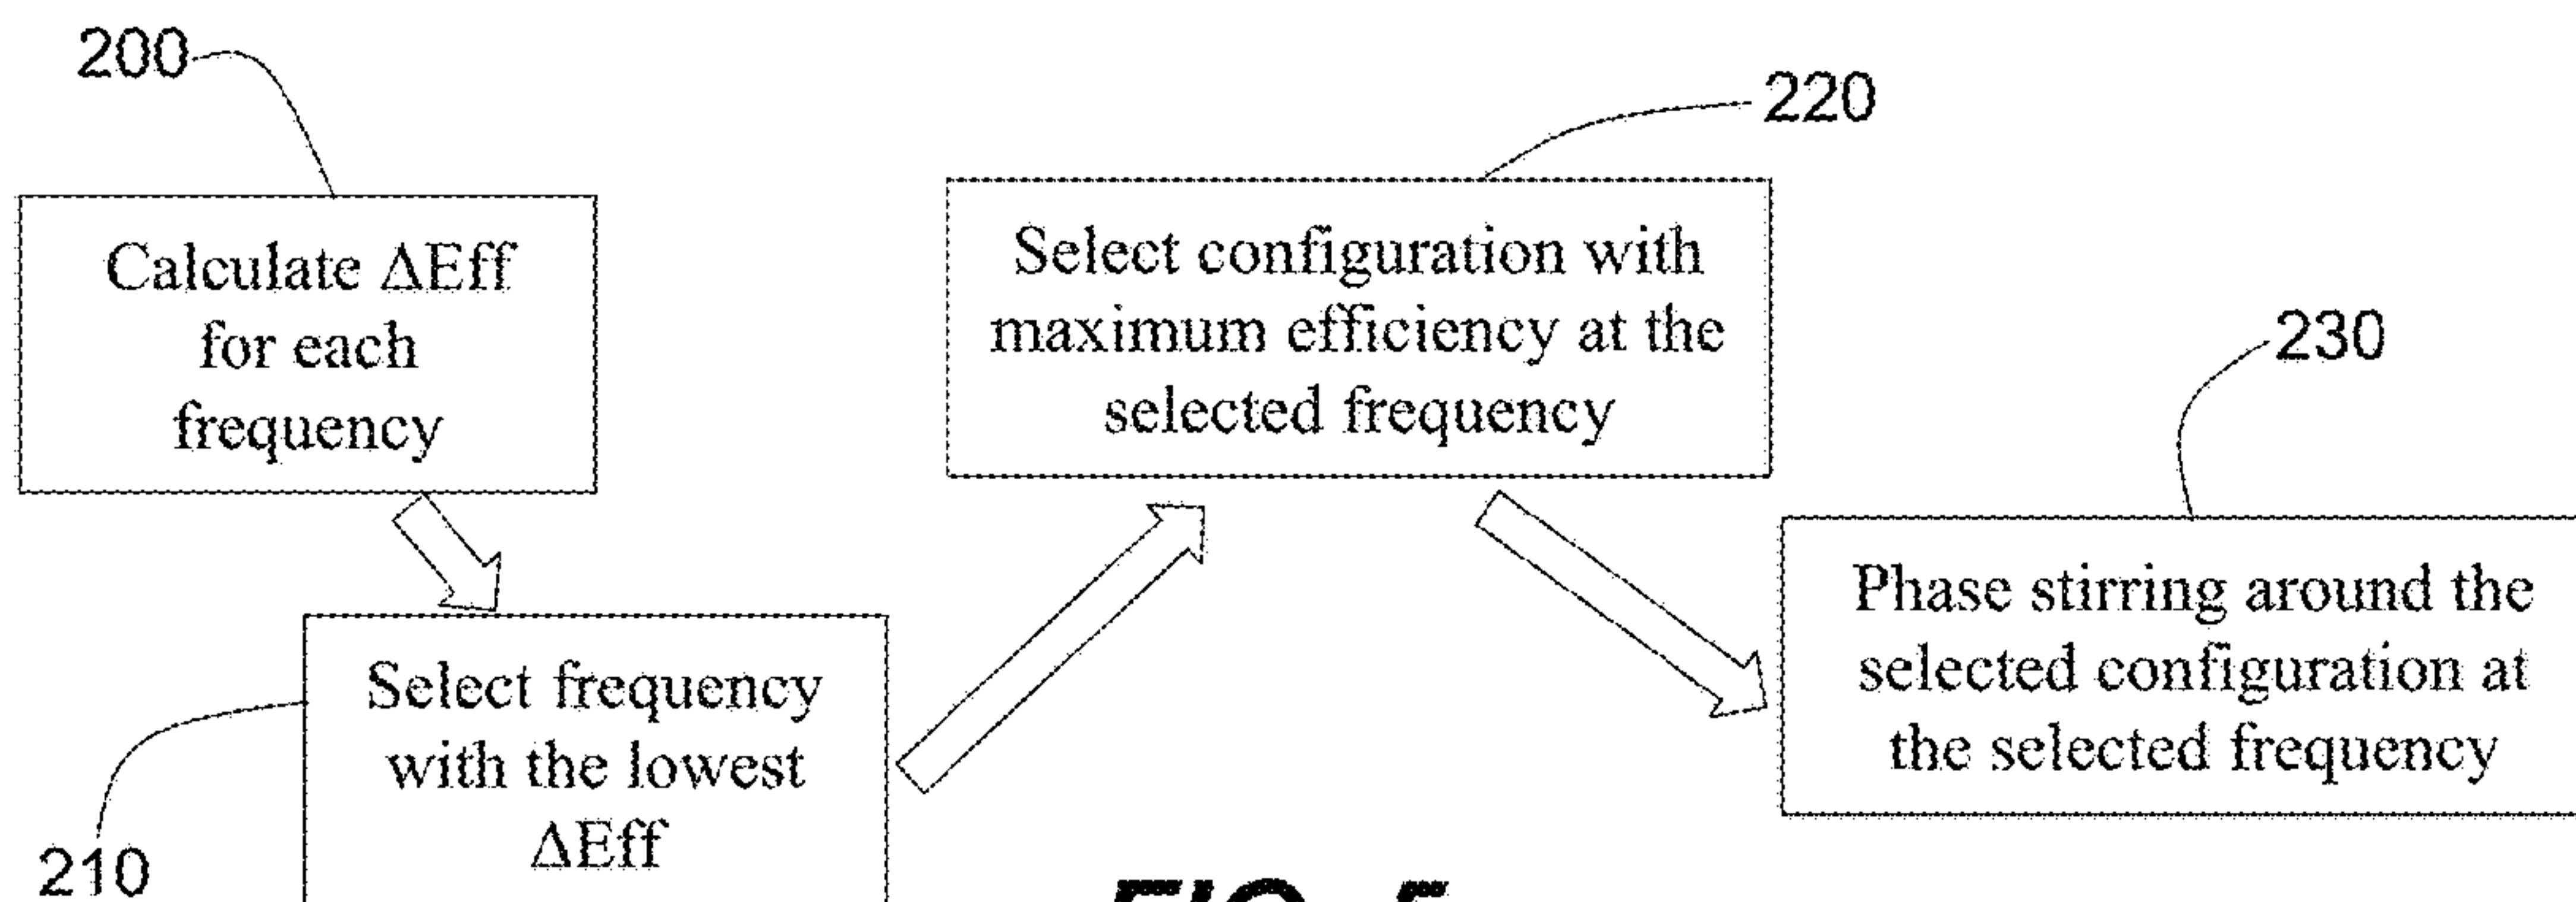 200
Calculate ΔEff
for each
frequency
210
Select frequency
with the lowest
ΔEff
220
Select configuration with
maximum efficiency at the
selected frequency
230
Phase stirring around the
selected configuration at
the selected frequency